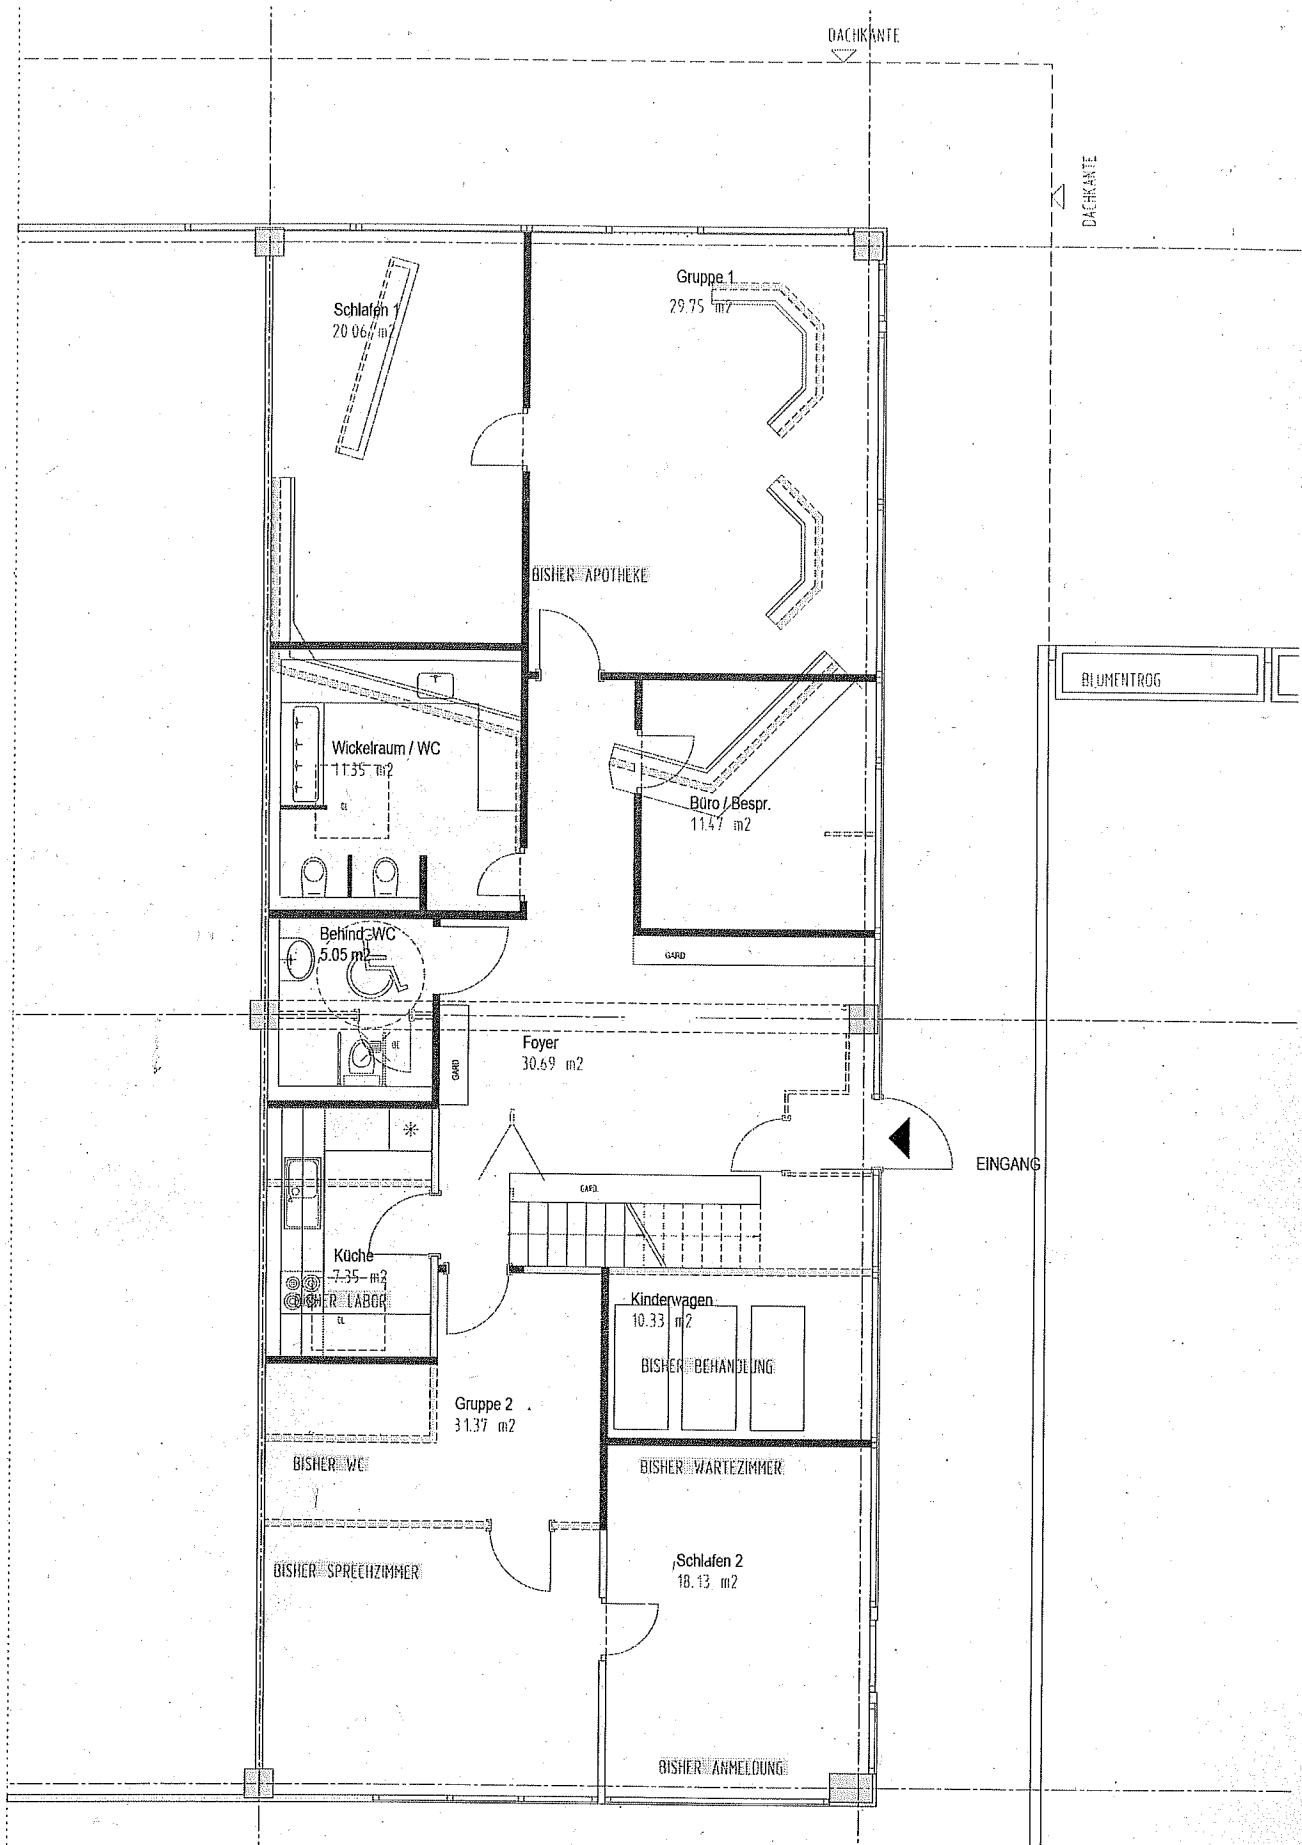 DACHKANTE
DACHKANTE
Gruppe 1
29.75 m2
Schlafen 1
20.06 m2
BISHER APOTHEKE
BLUMENTROG
Wickelraum / WC
11.35 m2
CL
Büro / Bespr.
11.47 m2
Behind-WC
5.05 m2
GARD
Foyer
30.69 m2
GARD
EINGANG
GARD.
Küche
7.35 m2
BISHER LABOR
CL
Kinderwagen
10.33 m2
BISHER BEHANDLUNG
Gruppe 2
31.37 m2
BISHER WC
BISHER WARTEZIMMER
BISHER SPRECHZIMMER
Schlafen 2
18.13 m2
BISHER ANMELDUNG